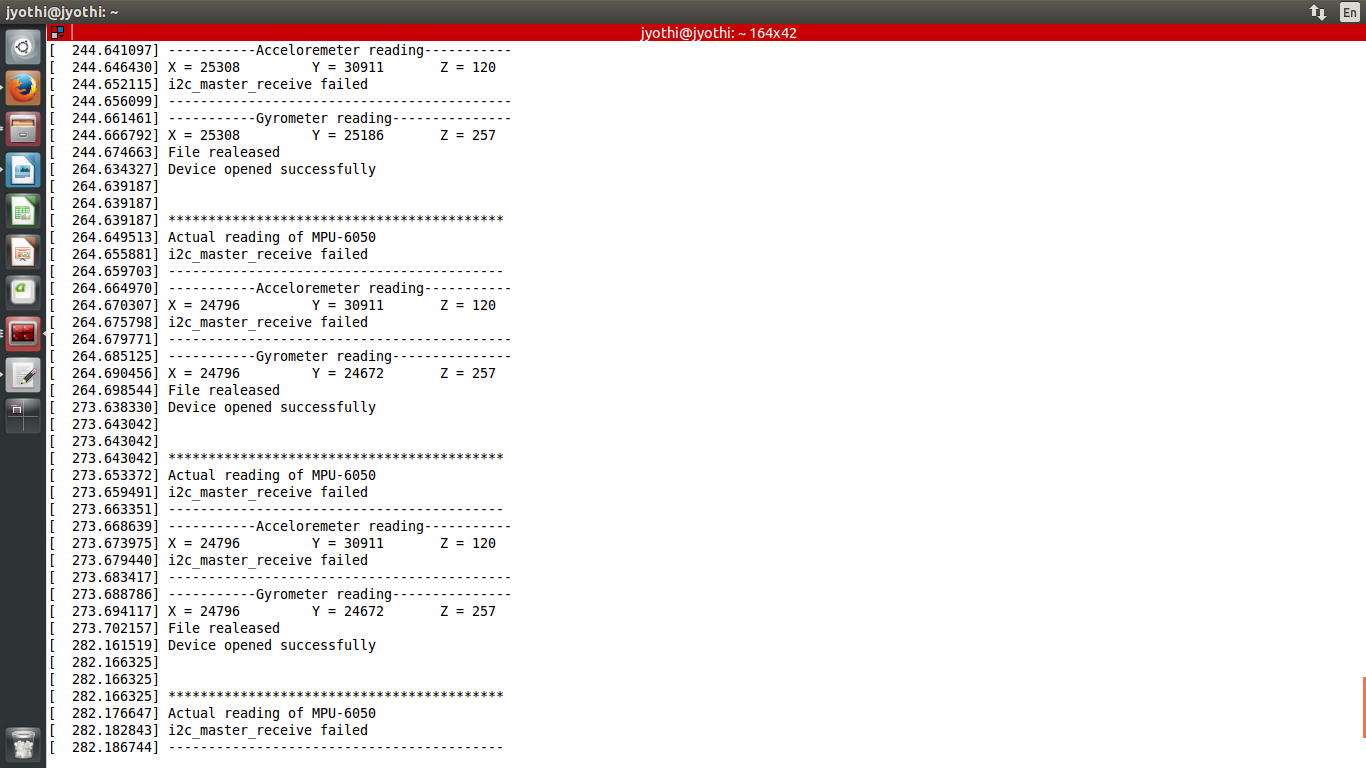 jyothi@jyothi: ~
En
jyothi@jyothi: ~ 164x42
[  244.641097] -----------Acceloremeter reading-----------
[  244.646430] X = 25308         Y = 30911       Z = 120
[  244.652115] i2c_master_receive failed
[  244.656099] -------------------------------------------
[  244.661461] -----------Gyrometer reading---------------
[  244.666792] X = 25308         Y = 25186       Z = 257
[  244.674663] File realeased
[  264.634327] Device opened successfully
[  264.639187]
[  264.639187]
[  264.639187] ******************************************
[  264.649513] Actual reading of MPU-6050
[  264.655881] i2c_master_receive failed
[  264.659703] ------------------------------------------
[  264.664970] -----------Acceloremeter reading-----------
[  264.670307] X = 24796         Y = 30911       Z = 120
[  264.675798] i2c_master_receive failed
[  264.679771] -------------------------------------------
[  264.685125] -----------Gyrometer reading---------------
[  264.690456] X = 24796         Y = 24672       Z = 257
[  264.698544] File realeased
[  273.638330] Device opened successfully
[  273.643042]
[  273.643042]
[  273.643042] ******************************************
[  273.653372] Actual reading of MPU-6050
[  273.659491] i2c_master_receive failed
[  273.663351] ------------------------------------------
[  273.668639] -----------Acceloremeter reading-----------
[  273.673975] X = 24796         Y = 30911       Z = 120
[  273.679440] i2c_master_receive failed
[  273.683417] -------------------------------------------
[  273.688786] -----------Gyrometer reading---------------
[  273.694117] X = 24796         Y = 24672       Z = 257
[  273.702157] File realeased
[  282.161519] Device opened successfully
[  282.166325]
[  282.166325]
[  282.166325] ******************************************
[  282.176647] Actual reading of MPU-6050
[  282.182843] i2c_master_receive failed
[  282.186744] ------------------------------------------